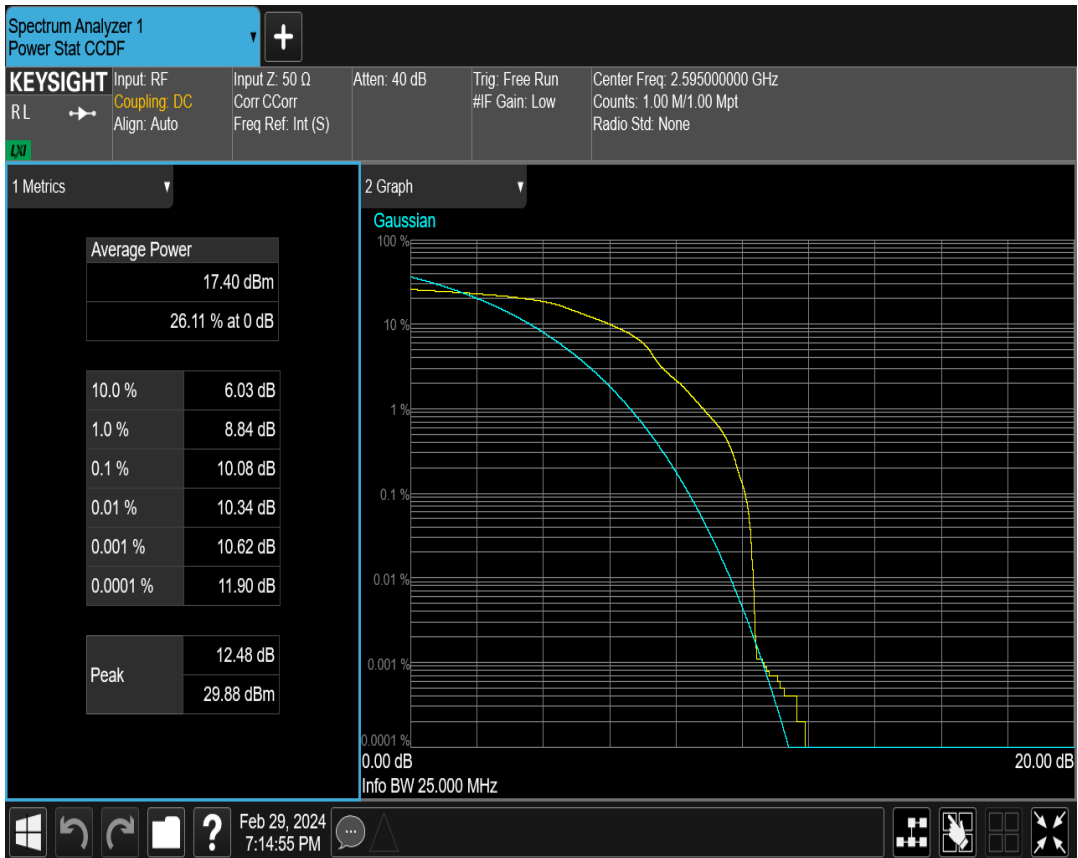 Spectrum Analyzer 1
Power Stat CCDF
+
KEYSIGHT
RL
LXI
Input: RF
Coupling: DC
Align: Auto
Input Z: 50 Ω
Corr CCorr
Freq Ref: Int (S)
Atten: 40 dB
Trig: Free Run
#IF Gain: Low
Center Freq: 2.595000000 GHz
Counts: 1.00 M/1.00 Mpt
Radio Std: None
1 Metrics
Average Power
17.40 dBm
26.11 % at 0 dB
10.0 % 6.03 dB
1.0 % 8.84 dB
0.1 % 10.08 dB
0.01 % 10.34 dB
0.001 % 10.62 dB
0.0001 % 11.90 dB
Peak
12.48 dB
29.88 dBm
2 Graph
Gaussian
100 %
10 %
1 %
0.1 %
0.01 %
0.001 %
0.0001 %
0.00 dB 20.00 dB
Info BW 25.000 MHz
?
Feb 29, 2024
7:14:55 PM